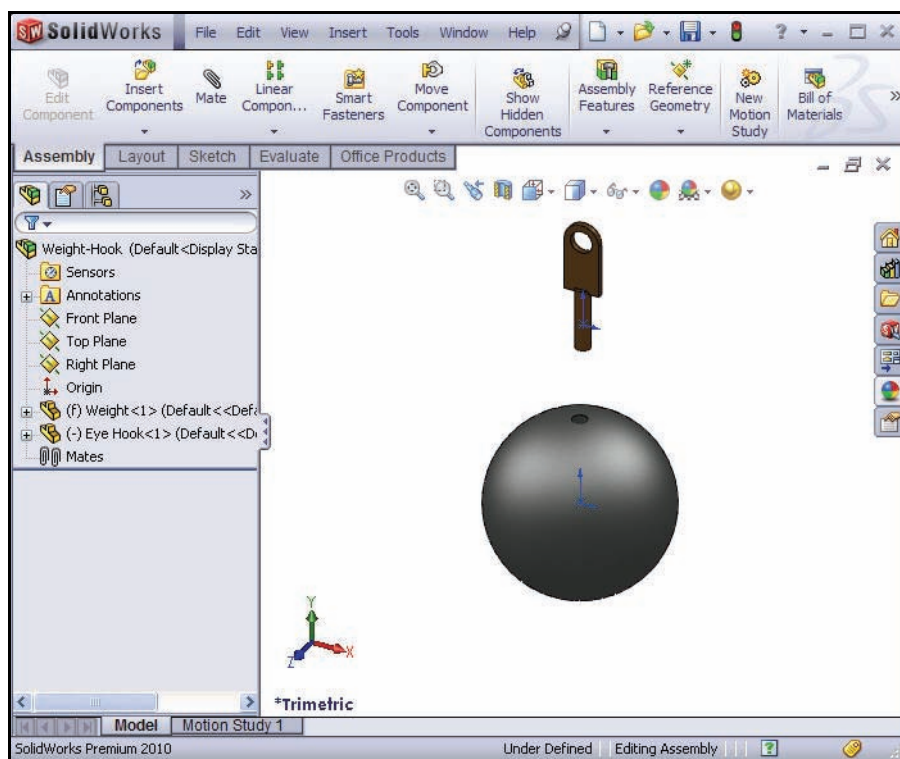 SolidWorks File Edit View Insert Tools Window Help
Edit Component
Insert Components
Mate
Linear Compon...
Smart Fasteners
Move Component
Show Hidden Components
Assembly Features
Reference Geometry
New Motion Study
Bill of Materials
Assembly Layout Sketch Evaluate Office Products
Weight-Hook (Default<Display Sta
Sensors
A Annotations
Front Plane
Top Plane
Right Plane
Origin
(f) Weight<1> (Default<<Defa
(-) Eye Hook<1> (Default<<D
Mates
Y
X
Z
*Trimetric
Model Motion Study 1
SolidWorks Premium 2010 Under Defined Editing Assembly